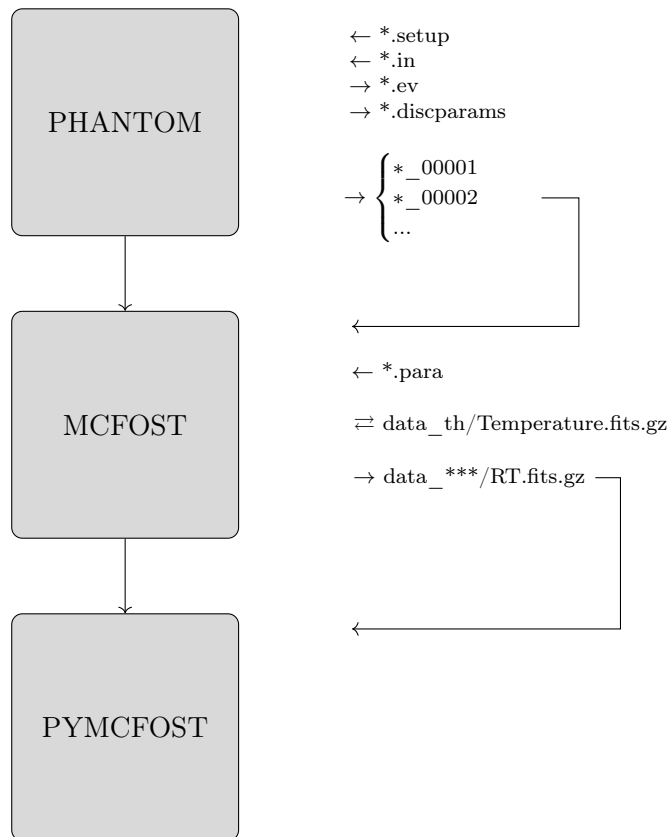 PHANTOM
← *.setup
← *.in
→ *.ev
→ *.discparams
→ { *_00001
*_00002
...
MCFOST
← *.para
⇄ data_th/Temperature.fits.gz
→ data_***/RT.fits.gz
PYMCFOST